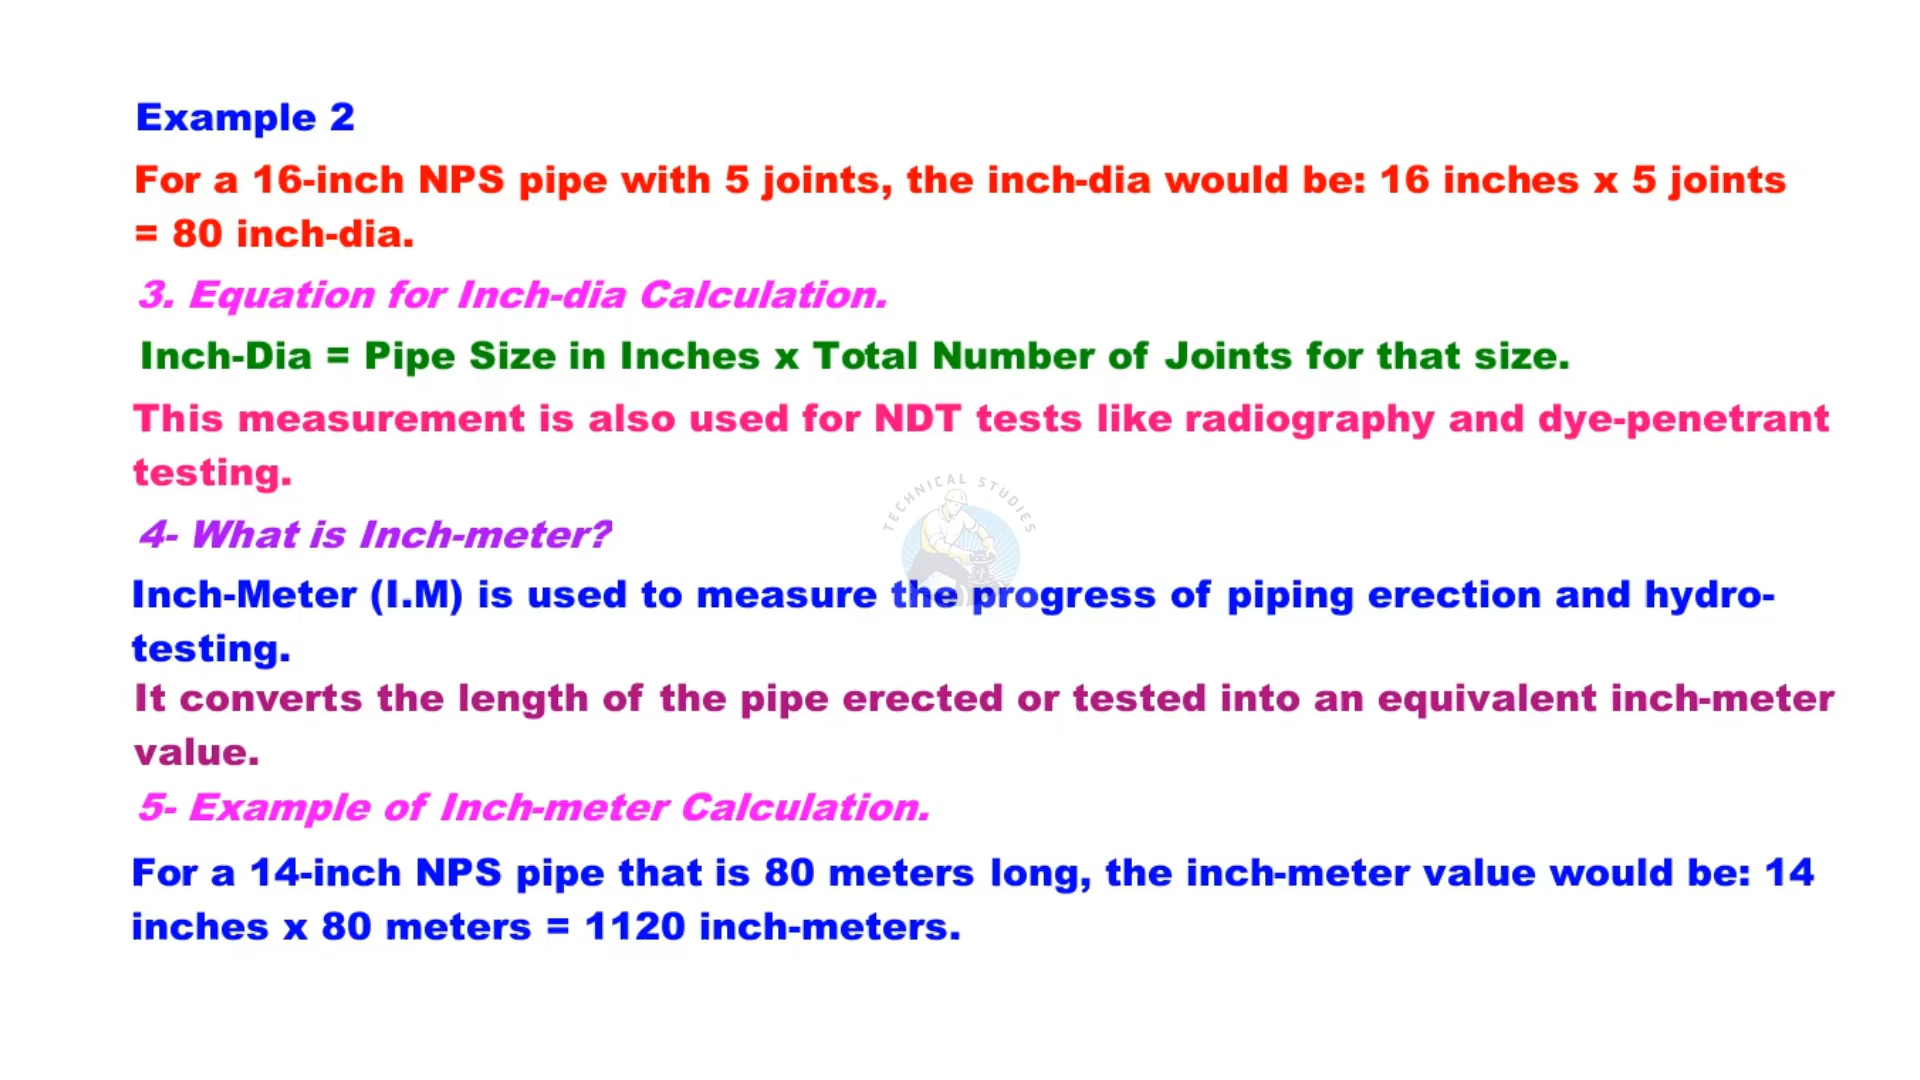 Example 2
For a 16-inch NPS pipe with 5 joints, the inch-dia would be: 16 inches x 5 joints
= 80 inch-dia.
3. Equation for Inch-dia Calculation.
Inch-Dia = Pipe Size in Inches x Total Number of Joints for that size.
This measurement is also used for NDT tests like radiography and dye-penetrant
testing.
TECHNICAL STUDIES
4- What is Inch-meter?
Inch-Meter (I.M) is used to measure the progress of piping erection and hydro-
testing.
It converts the length of the pipe erected or tested into an equivalent inch-meter
value.
5- Example of Inch-meter Calculation.
For a 14-inch NPS pipe that is 80 meters long, the inch-meter value would be: 14
inches x 80 meters = 1120 inch-meters.